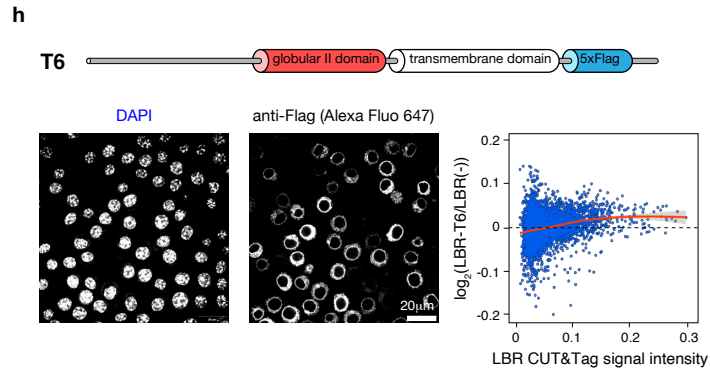 h
T6
globular II domain
transmembrane domain
5xFlag
DAPI
anti-Flag (Alexa Fluo 647)
20μm
log2(LBR-T6/LBR(-))
0.2
0.1
0
-0.1
-0.2
0
0.1
0.2
0.3
LBR CUT&Tag signal intensity